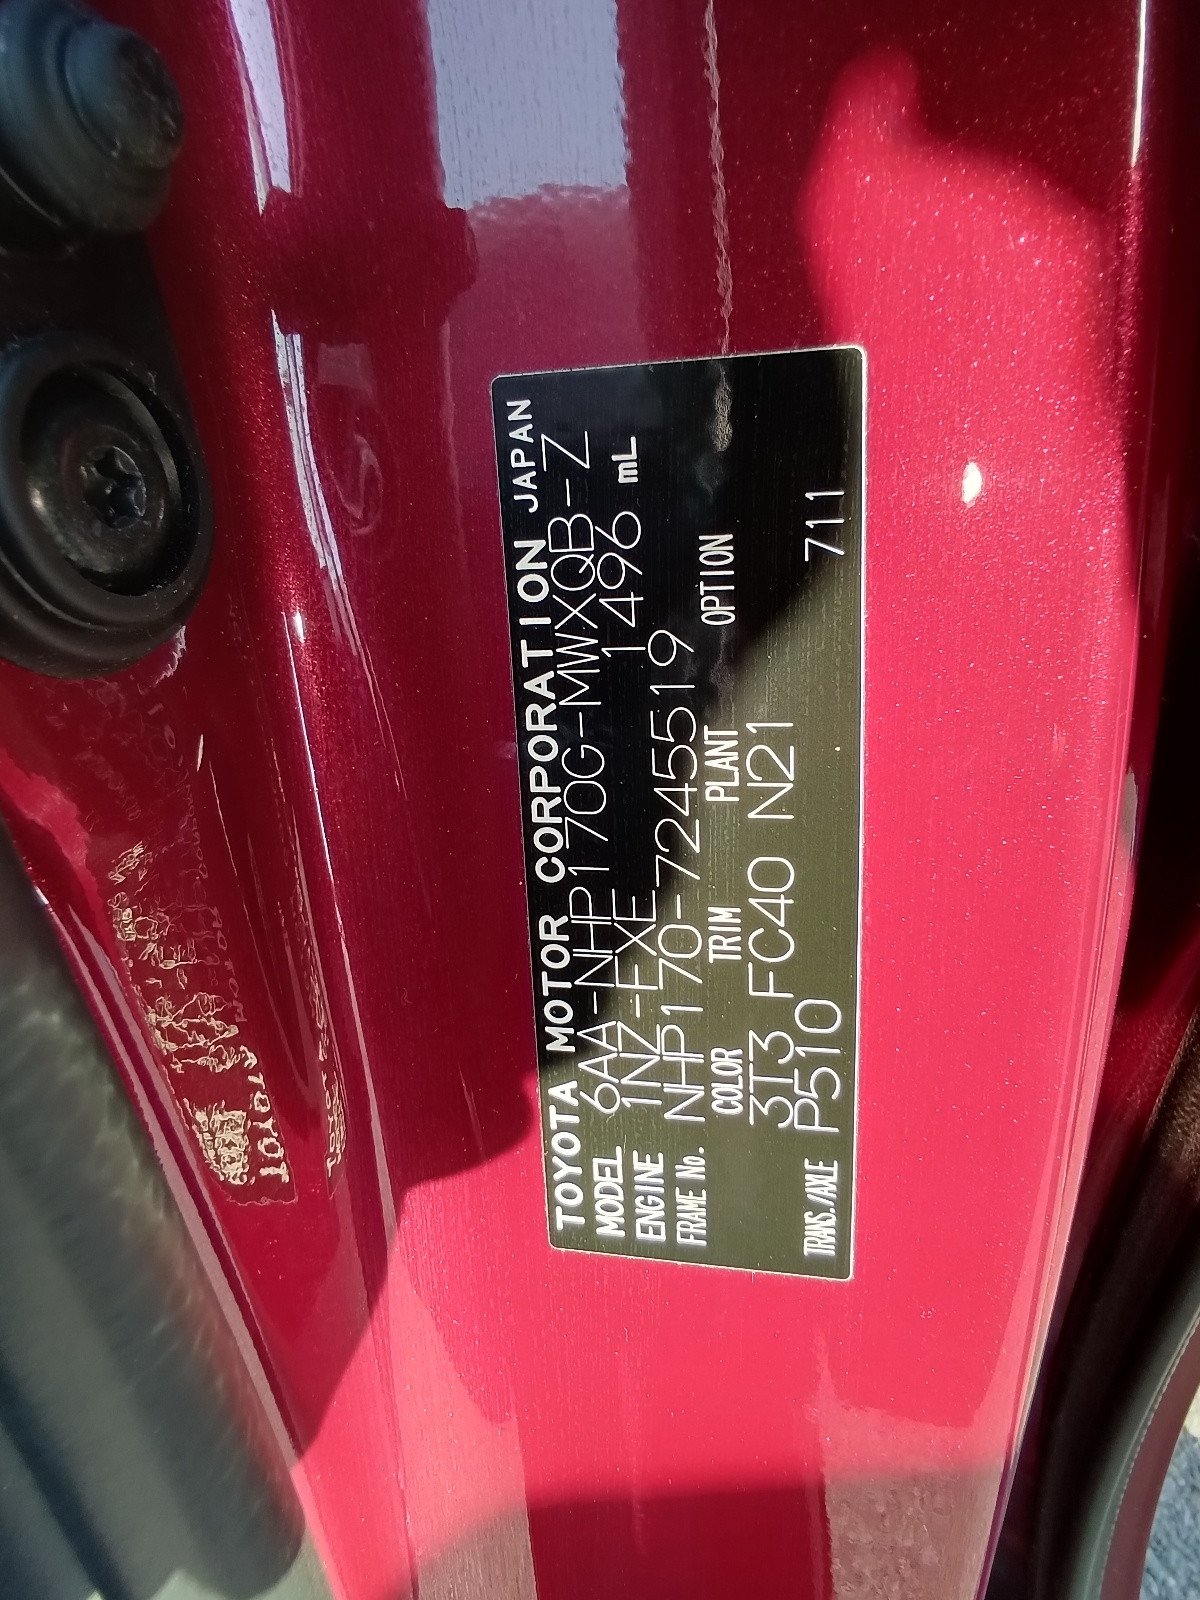 TOYOTA MOTOR CORPORATION JAPAN
MODEL 6AA-NHP170G-MWXQB-Z
ENGINE 1NZ-FXE 1496 mL
FRAME No. NHP170-7245519
COLOR TRIM PLANT OPTION
3T3 FC40 N21
TRANS./AXLE P510 711